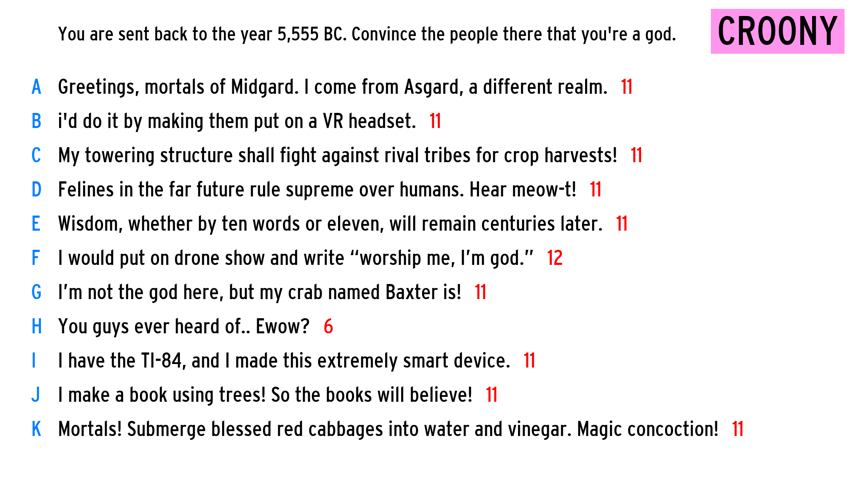 You are sent back to the year 5,555 BC. Convince the people there that you're a god.
CROONY
A Greetings, mortals of Midgard. I come from Asgard, a different realm. 11
B i'd do it by making them put on a VR headset. 11
C My towering structure shall fight against rival tribes for crop harvests! 11
D Felines in the far future rule supreme over humans. Hear meow-t! 11
E Wisdom, whether by ten words or eleven, will remain centuries later. 11
F I would put on drone show and write “worship me, I’m god.” 12
G I’m not the god here, but my crab named Baxter is! 11
H You guys ever heard of.. Ewow? 6
I I have the TI-84, and I made this extremely smart device. 11
J I make a book using trees! So the books will believe! 11
K Mortals! Submerge blessed red cabbages into water and vinegar. Magic concoction! 11